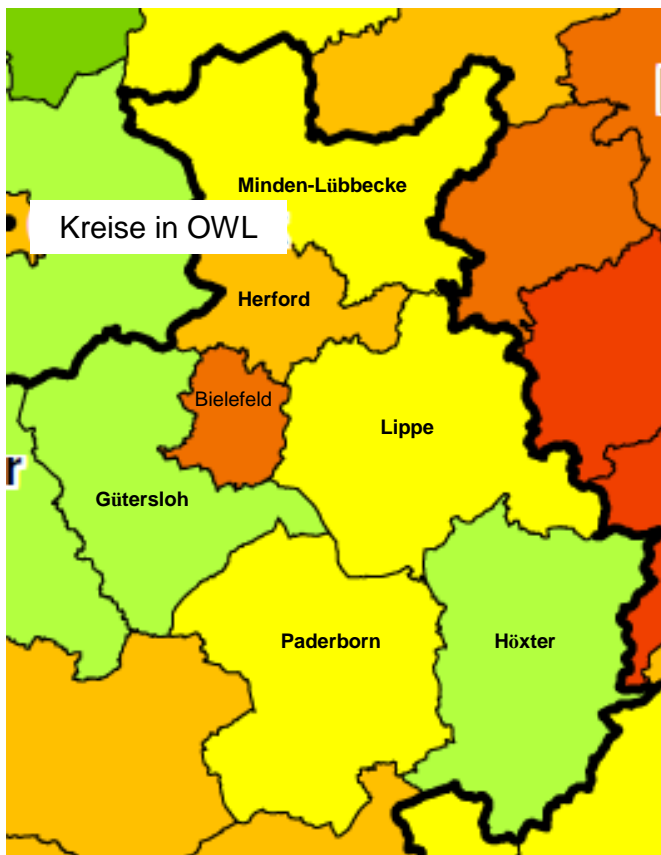 Minden-Lübbecke
Kreise in OWL
Herford
Bielefeld
Lippe
r
Gütersloh
Paderborn
Höxter